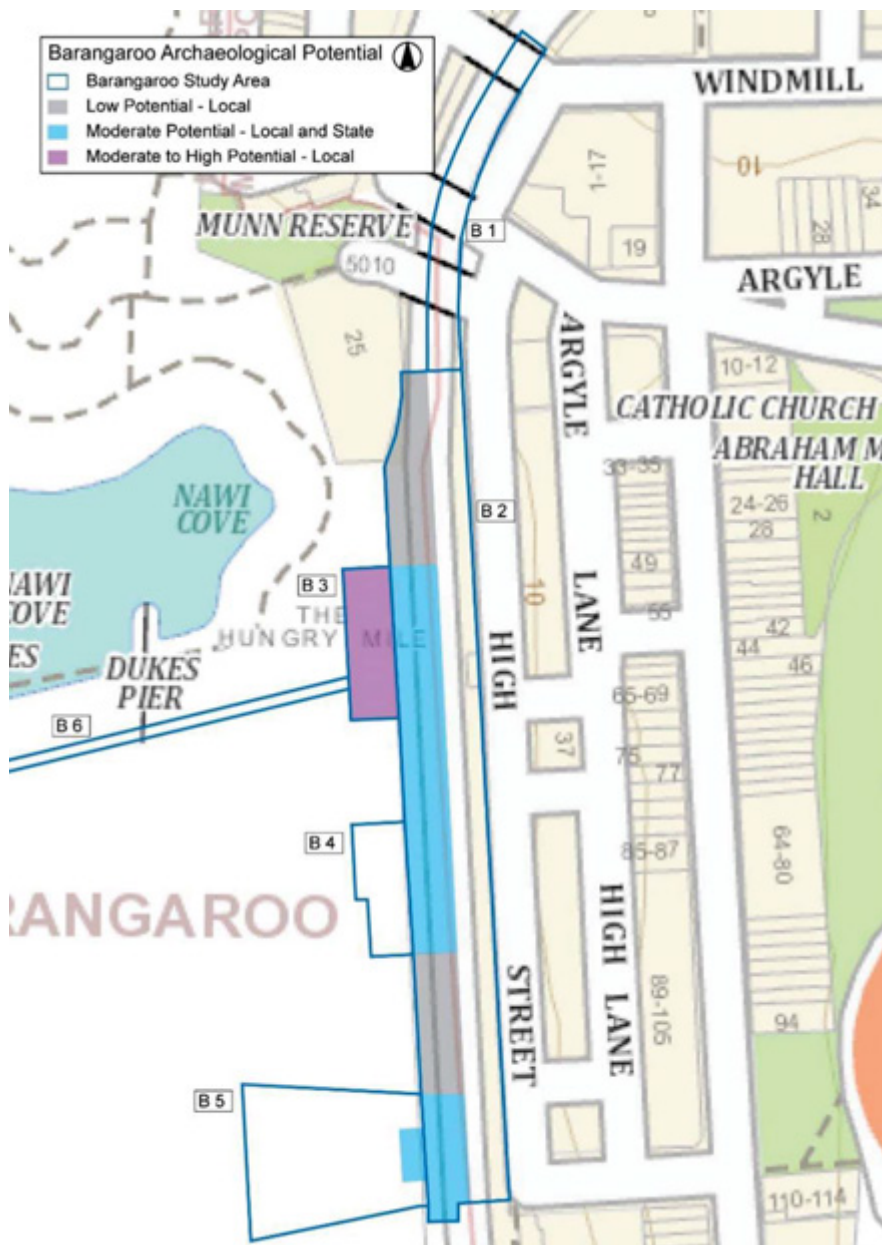 Barangaroo Archaeological Potential
Barangaroo Study Area
Low Potential - Local
Moderate Potential - Local and State
Moderate to High Potential - Local
WINDMILL
1-17
10
34
28
19
MUNN RESERVE
B 1
5010
ARGYLE
25
ARGYLE
10-12
CATHOLIC CHURCH
ABRAHAM M
HALL
33-35
NAWI
COVE
B 2
24-26
28
2
49
10
B 3
LANE
55
NAWI
COVE
THE
HUNGRY MILE
42
44
46
ES
DUKES
PIER
HIGH
65-69
B 6
37
75
77
B 4
85-87
64-80
RANGAROO
HIGH LANE
STREET
89-105
94
B 5
110-114